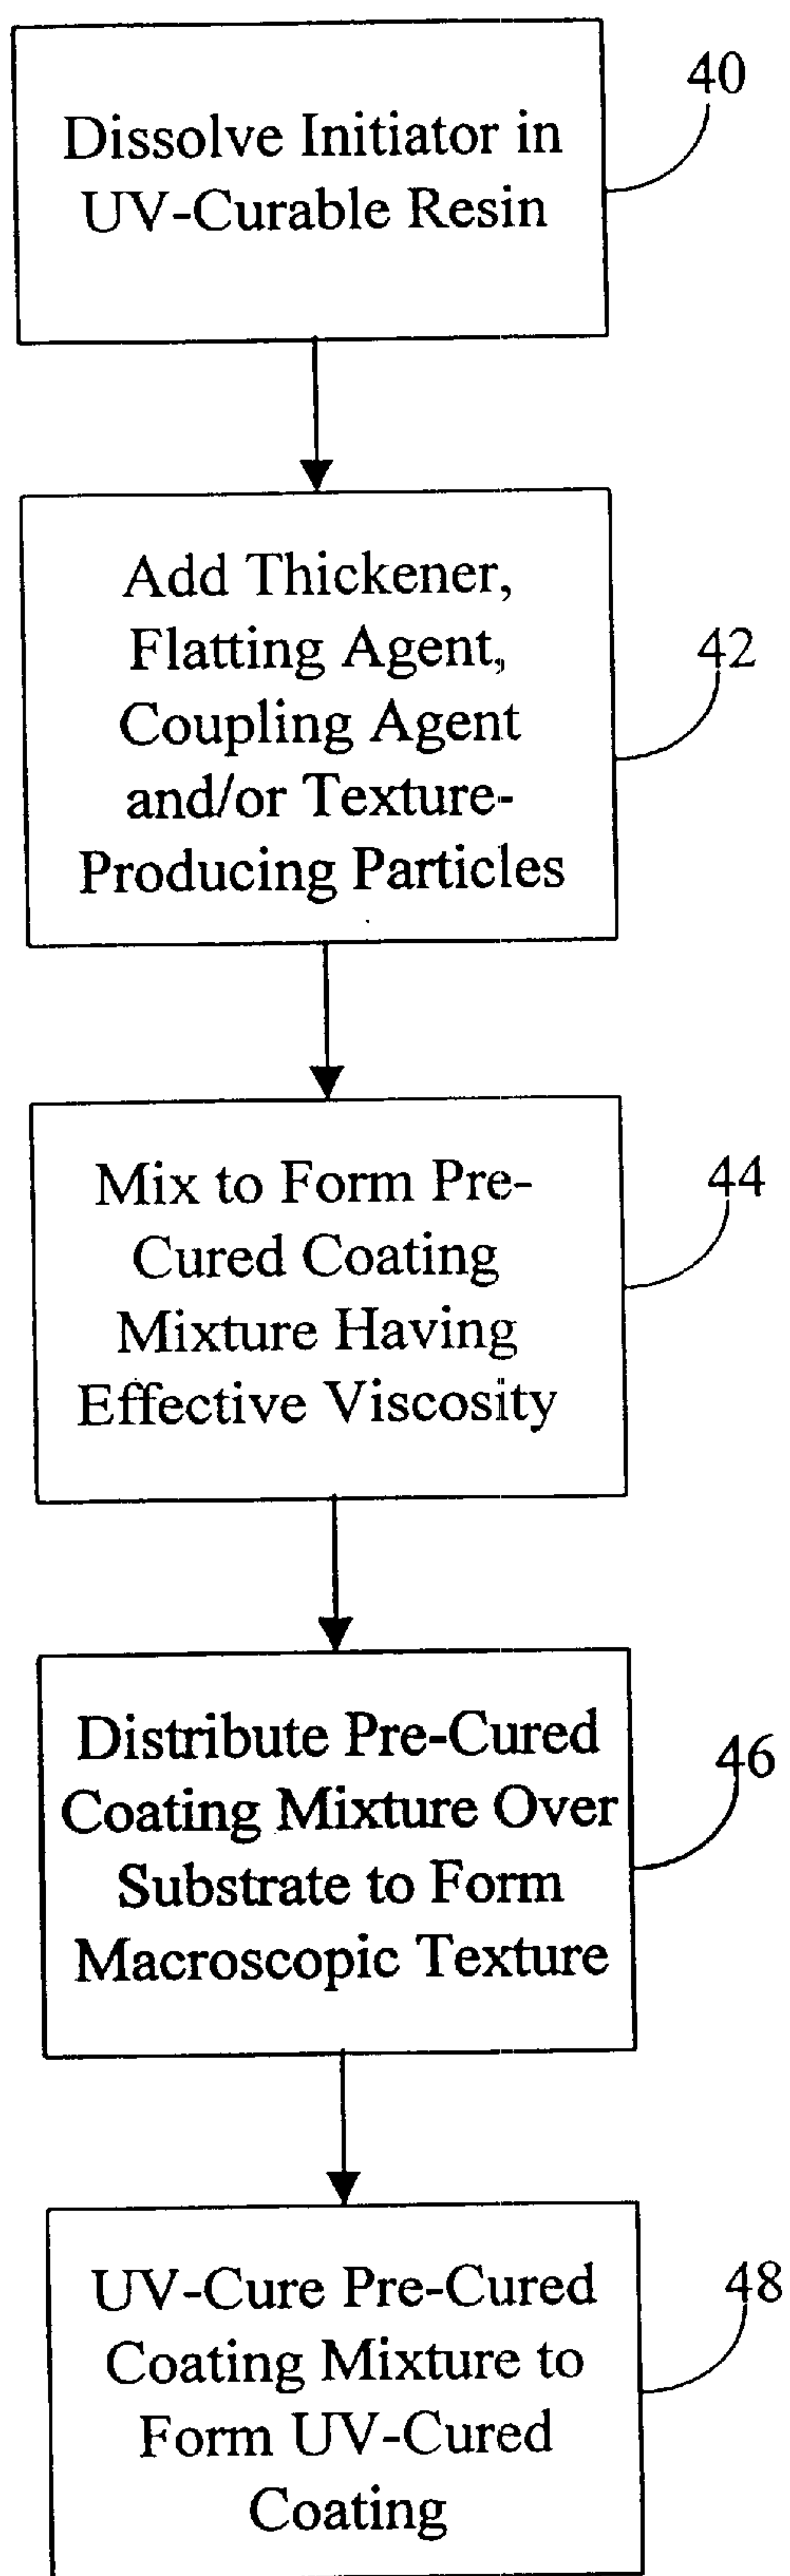 40
Dissolve Initiator in
UV-Curable Resin
Add Thickener,
Flatting Agent,
42
Coupling Agent
and/or Texture-
Producing Particles
Mix to Form Pre-
44
Cured Coating
Mixture Having
Effective Viscosity
Distribute Pre-Cured
46
Coating Mixture Over
Substrate to Form
Macroscopic Texture
UV-Cure Pre-Cured
48
Coating Mixture to
Form UV-Cured
Coating